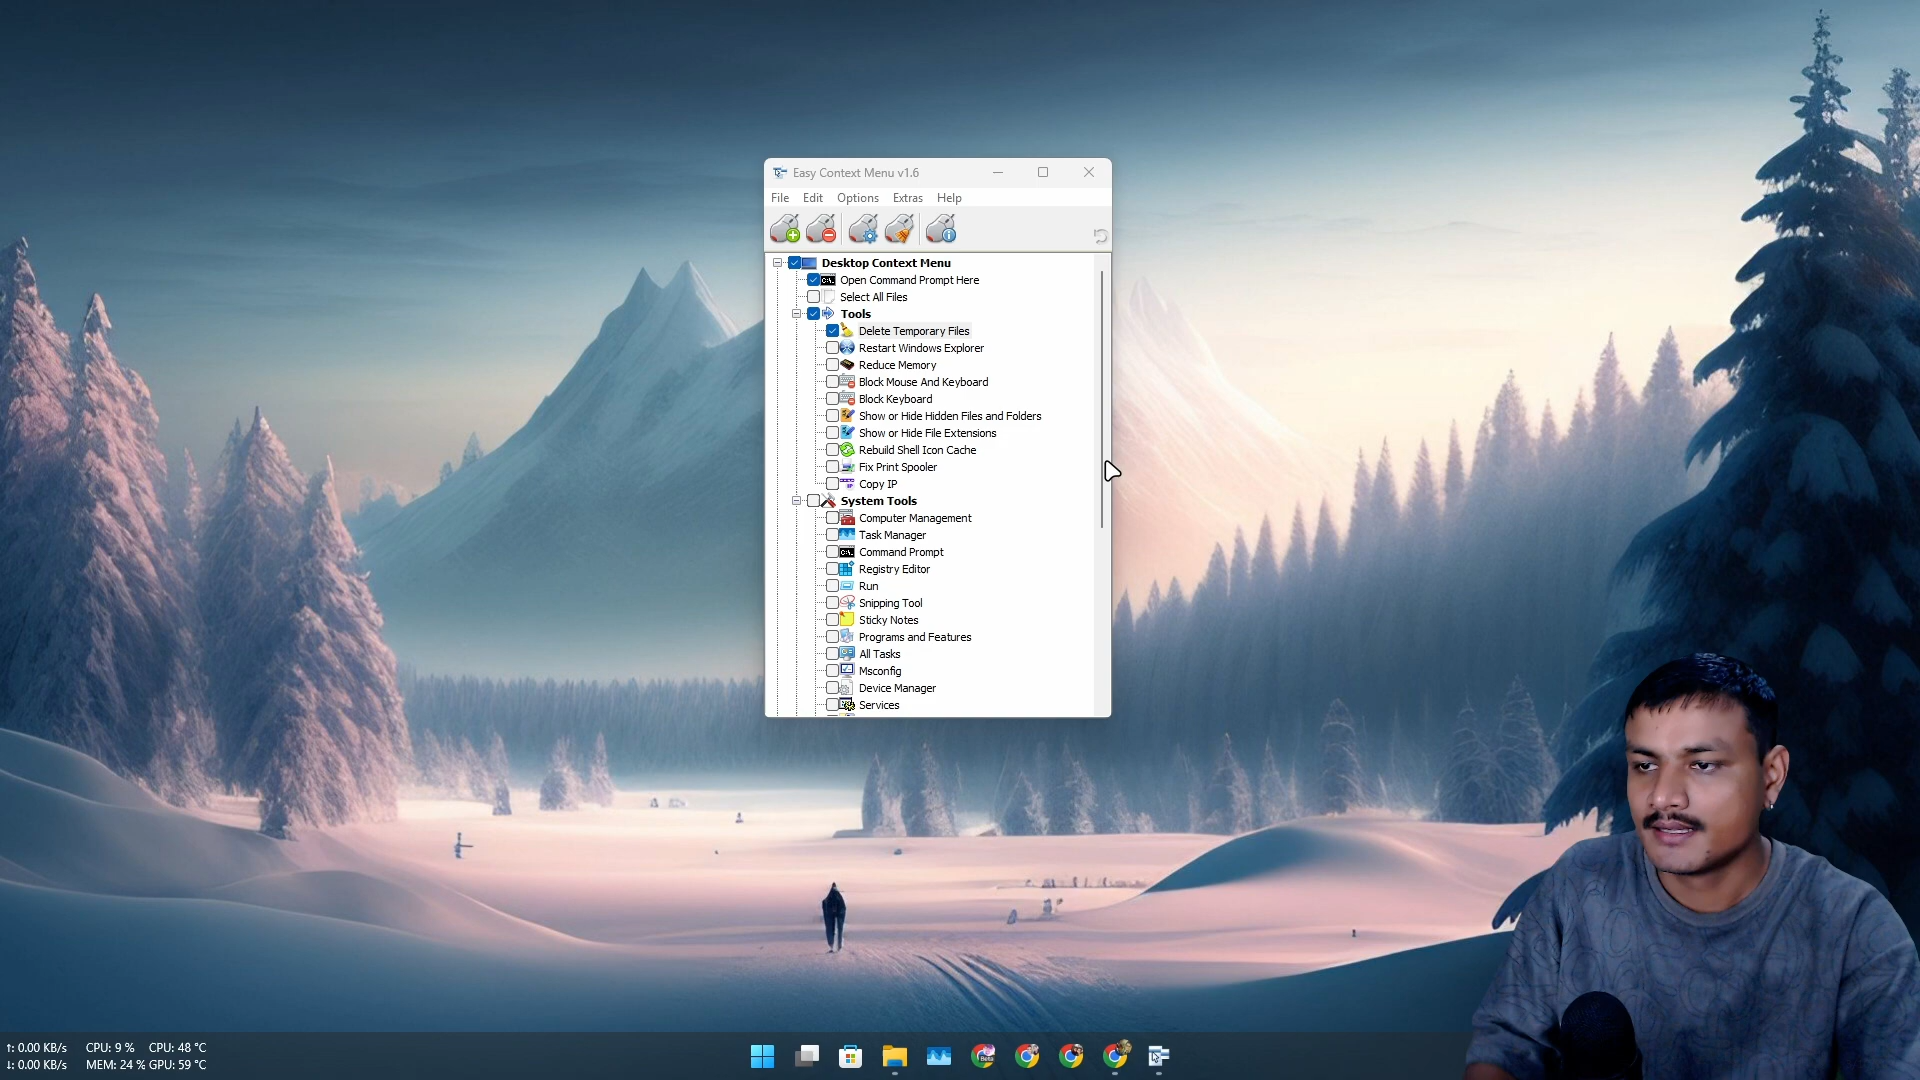 Easy Context Menu v1.6
File Edit Options Extras Help
Desktop Context Menu
Open Command Prompt Here
Select All Files
Tools
Delete Temporary Files
Restart Windows Explorer
Reduce Memory
Block Mouse And Keyboard
Block Keyboard
Show or Hide Hidden Files and Folders
Show or Hide File Extensions
Rebuild Shell Icon Cache
Fix Print Spooler
Copy IP
System Tools
Computer Management
Task Manager
Command Prompt
Registry Editor
Run
Snipping Tool
Sticky Notes
Programs and Features
All Tasks
Msconfig
Device Manager
Services
↑: 0.00 KB/s CPU: 9 % CPU: 48 °C
↓: 0.00 KB/s MEM: 24 % GPU: 59 °C
Beta